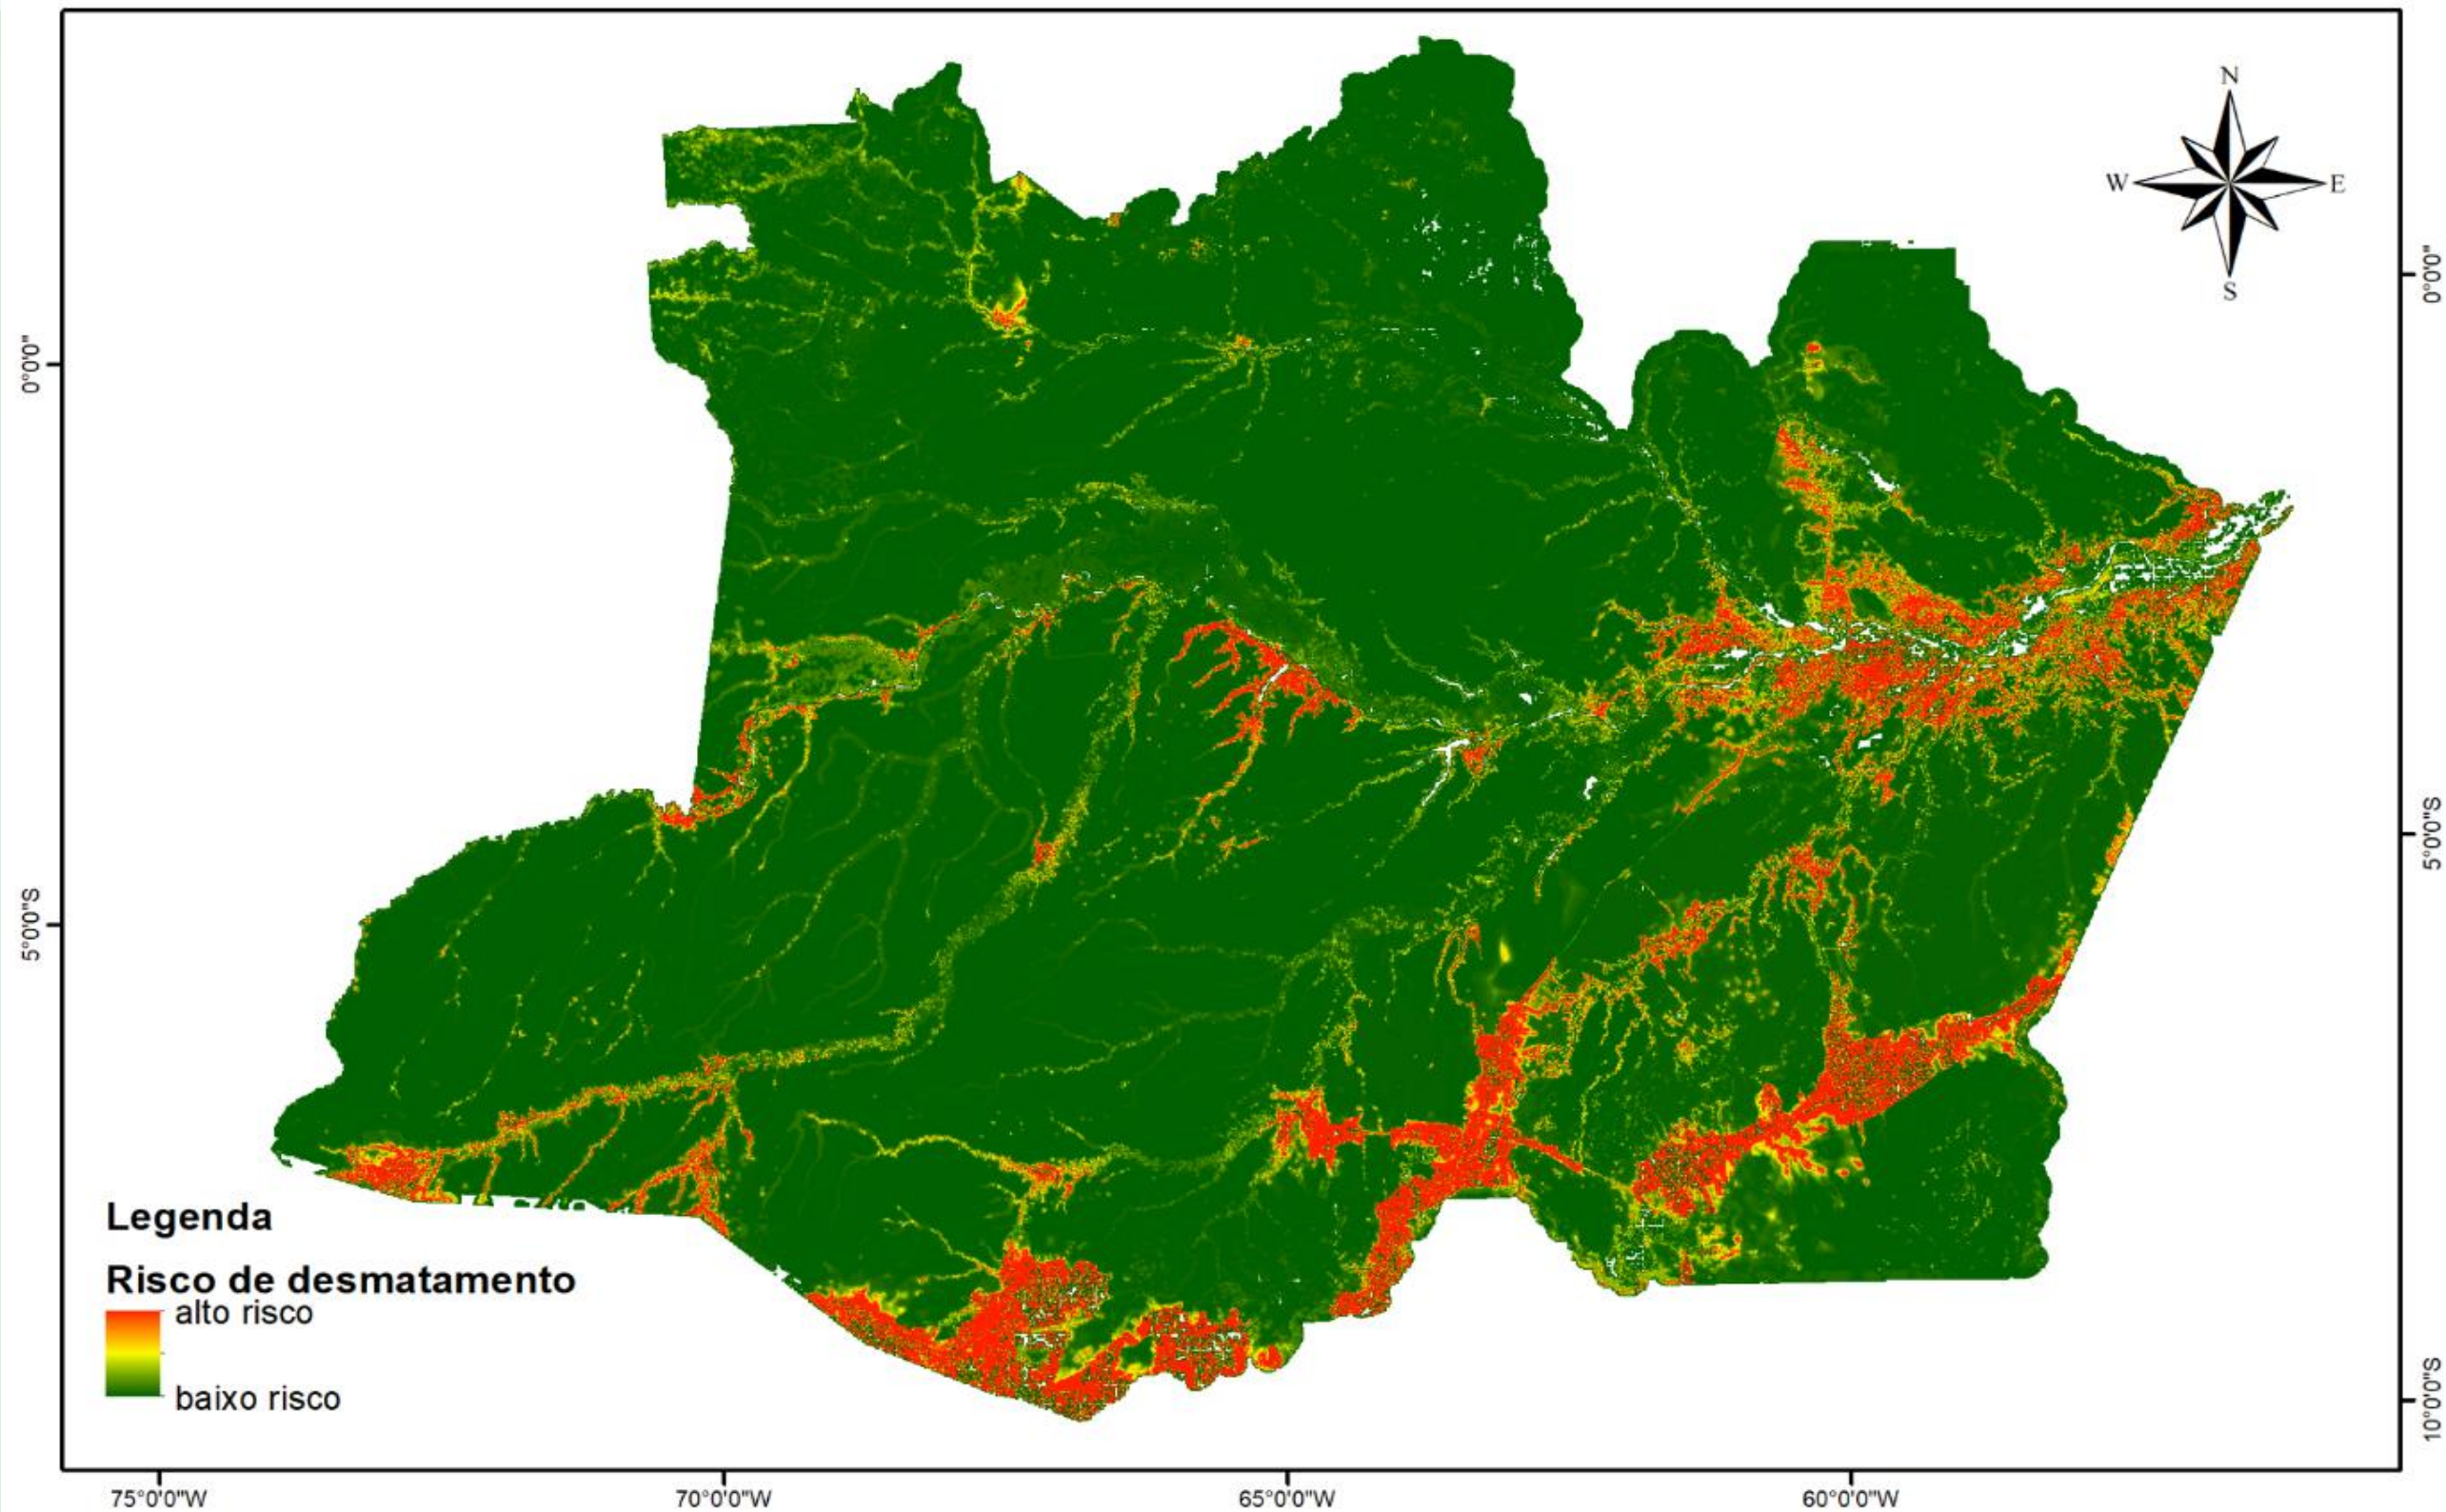 N
W
E
S
0°0'0"
0°0'0"
5°0'0"S
5°0'0"S
10°0'0"S
Legenda
Risco de desmatamento
alto risco
baixo risco
75°0'0"W
70°0'0"W
65°0'0"W
60°0'0"W